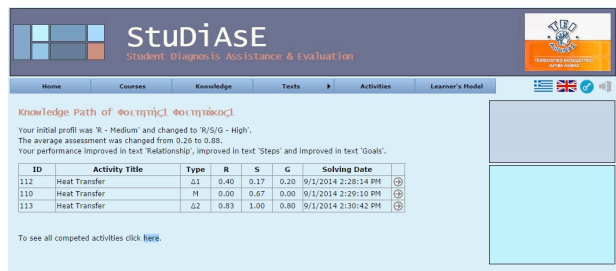 StuDiAsE
Student Diagnosis Assistance & Evaluation
ΤΕΙ
ΑΘΗΝΑΣ
ΤΕΧΝΟΛΟΓΙΚΟ ΕΚΠΑΙΔΕΥΤΙΚΟ
ΙΔΡΥΜΑ ΑΘΗΝΑΣ
Home Courses Knowledge Texts Activities Learner's Model
Knowledge Path of Φοιτητής1 Φοιτητάκος1
Your initial profil was 'R - Medium' and changed to 'R/S/G - High'.
The average assessment was changed from 0.26 to 0.88.
Your performance improved in text 'Relationship', improved in text 'Steps' and improved in text 'Goals'.
ID Activity Title Type R S G Solving Date
112 Heat Transfer Δ1 0.40 0.17 0.20 9/1/2014 2:28:14 PM
110 Heat Transfer M 0.00 0.67 0.00 9/1/2014 2:29:10 PM
113 Heat Transfer Δ2 0.83 1.00 0.80 9/1/2014 2:30:42 PM
To see all competed activities click here.